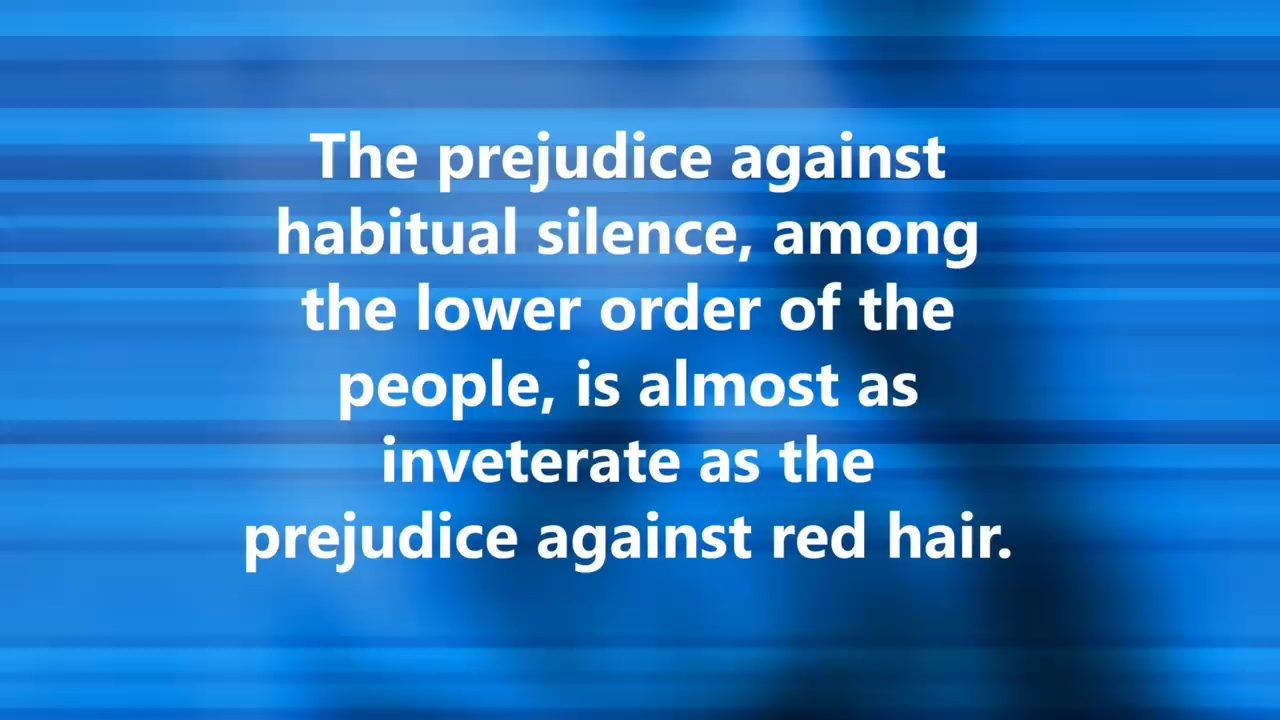 The prejudice against
habitual silence, among
the lower order of the
people, is almost as
inveterate as the
prejudice against red hair.